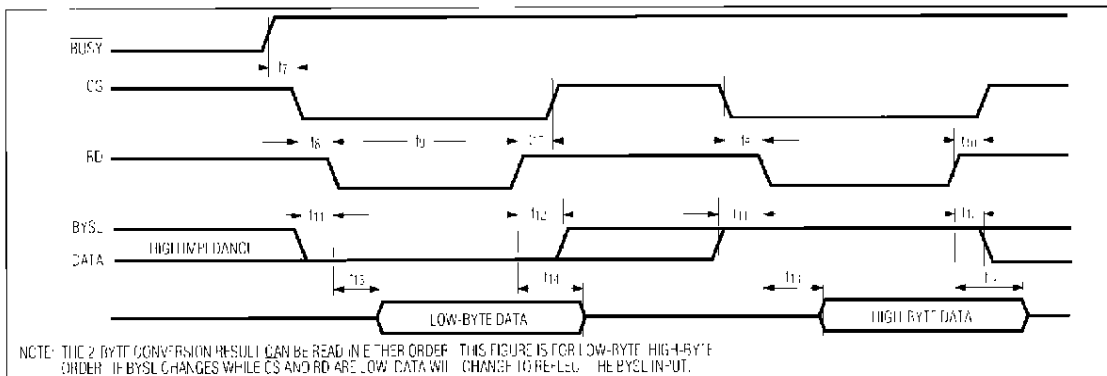 BUSY
t7
CS
t8
t9
t8
t10
RD
t11
t12
t11
BYSL
HIGH IMPEDANCE
DATA
t13
t14
t13
LOW-BYTE DATA
HIGH-BYTE DATA
NOTE: THE 2-BYTE CONVERSION RESULT CAN BE READ IN EITHER ORDER. THIS FIGURE IS FOR LOW-BYTE, HIGH-BYTE
ORDER. IF BYSL CHANGES WHILE CS AND RD ARE LOW, DATA WILL CHANGE TO REFLECT THE BYSL INPUT.